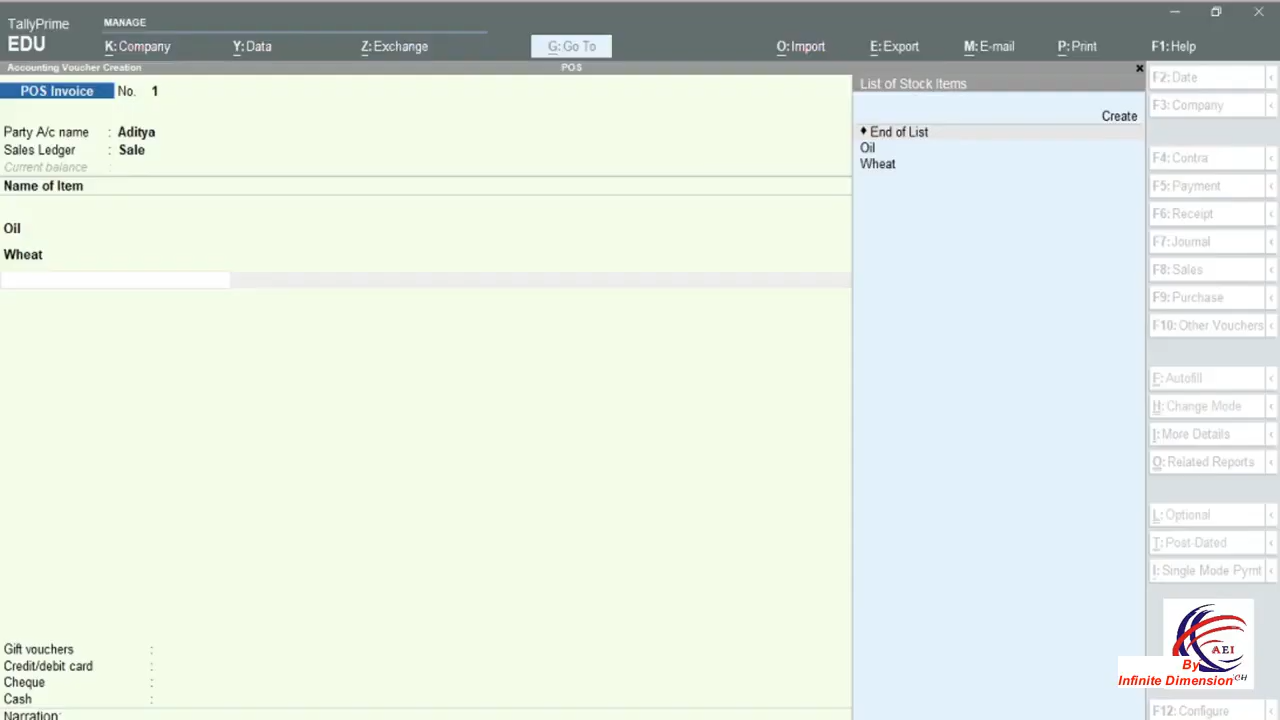 TallyPrime
EDU
MANAGE
K: Company
Y: Data
Z: Exchange
G: Go To
O: Import
E: Export
M: E-mail
P: Print
F1: Help
Accounting Voucher Creation
POS
POS Invoice
No. 1
Party A/c name : Aditya
Sales Ledger : Sale
Current balance :
Name of Item
Oil
Wheat
Gift vouchers :
Credit/debit card :
Cheque :
Cash :
Narration:
List of Stock Items
Create
♦ End of List
Oil
Wheat
F2: Date
F3: Company
F4: Contra
F5: Payment
F6: Receipt
F7: Journal
F8: Sales
F9: Purchase
F10: Other Vouchers
F: Autofill
H: Change Mode
I: More Details
O: Related Reports
L: Optional
T: Post-Dated
I: Single Mode Pymt
AEI
By
Infinite Dimension
F12: Configure